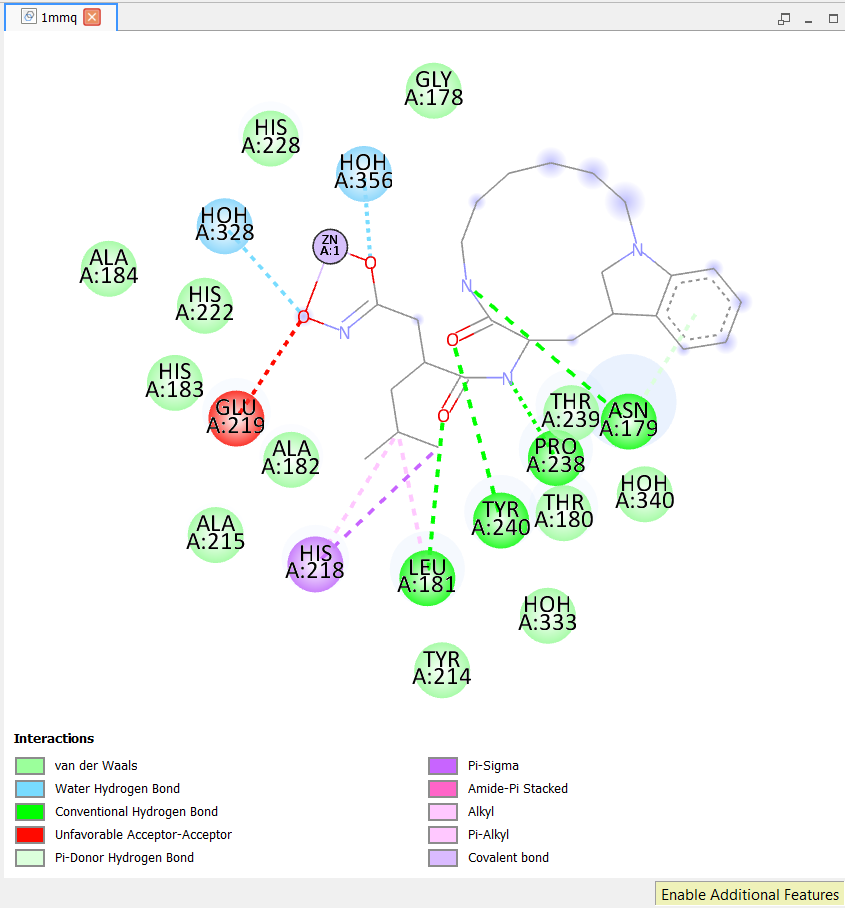 1mmq
GLY
A:178
HIS
A:228
HOH
A:356
HOH
A:328
ZN
A:1
O
ALA
A:184
N
N
HIS
A:222
O
N
O
HIS
A:183
N
GLU
A:219
O
THR
A:239
ASN
A:179
ALA
A:182
PRO
A:238
HOH
A:340
TYR
A:240
THR
A:180
ALA
A:215
HIS
A:218
LEU
A:181
HOH
A:333
TYR
A:214
Interactions
van der Waals
Water Hydrogen Bond
Conventional Hydrogen Bond
Unfavorable Acceptor-Acceptor
Pi-Donor Hydrogen Bond
Pi-Sigma
Amide-Pi Stacked
Alkyl
Pi-Alkyl
Covalent bond
Enable Additional Features